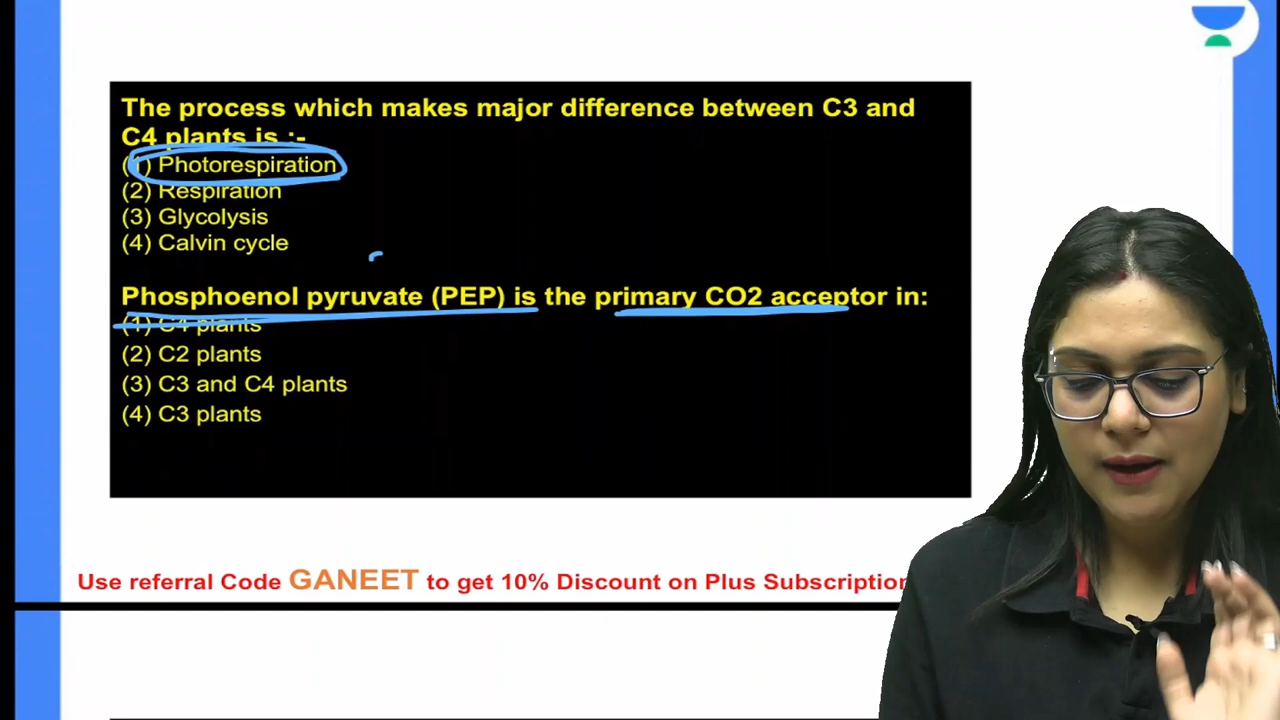 The process which makes major difference between C3 and
C4 plants is :-
(1) Photorespiration
(2) Respiration
(3) Glycolysis
(4) Calvin cycle
Phosphoenol pyruvate (PEP) is the primary CO2 acceptor in:
(1) C4 plants
(2) C2 plants
(3) C3 and C4 plants
(4) C3 plants
Use referral Code GANEET to get 10% Discount on Plus Subscription